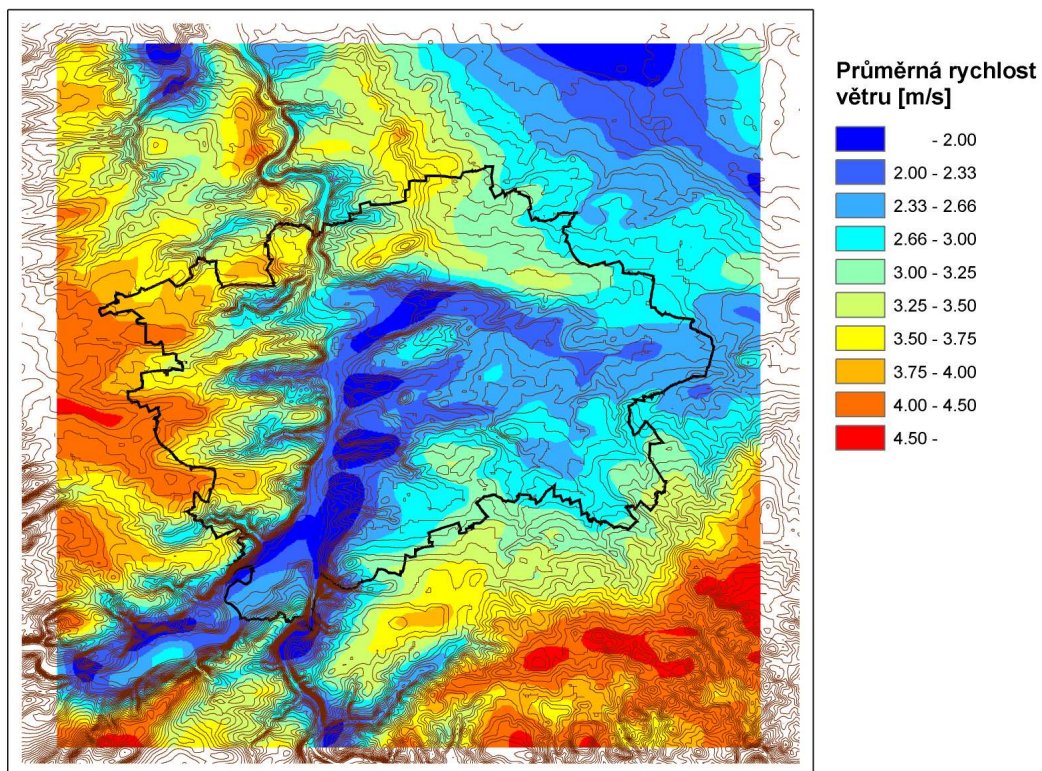 Průměrná rychlost
větru [m/s]
- 2.00
2.00 - 2.33
2.33 - 2.66
2.66 - 3.00
3.00 - 3.25
3.25 - 3.50
3.50 - 3.75
3.75 - 4.00
4.00 - 4.50
4.50 -